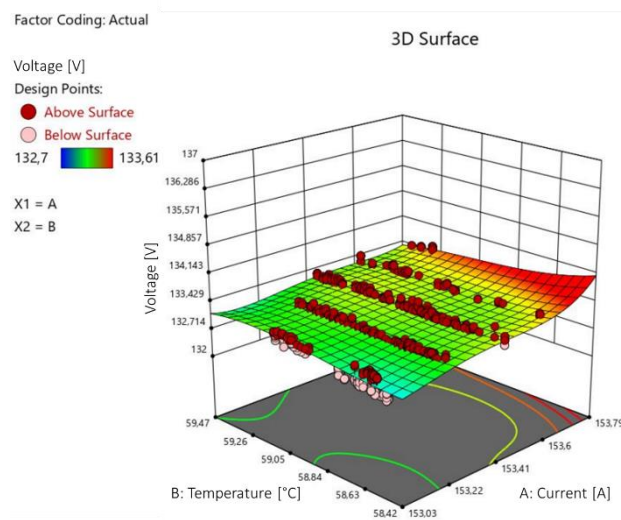 Factor Coding: Actual
3D Surface
Voltage [V]
Design Points:
Above Surface
Below Surface
132,7 133,61
X1 = A
X2 = B
137
136,286
135,571
134,857
134,143
133,429
132,714
132
Voltage [V]
59,47
59,26
59,05
58,84
58,63
58,42
153,03
153,22
153,41
153,6
153,79
B: Temperature [°C]
A: Current [A]